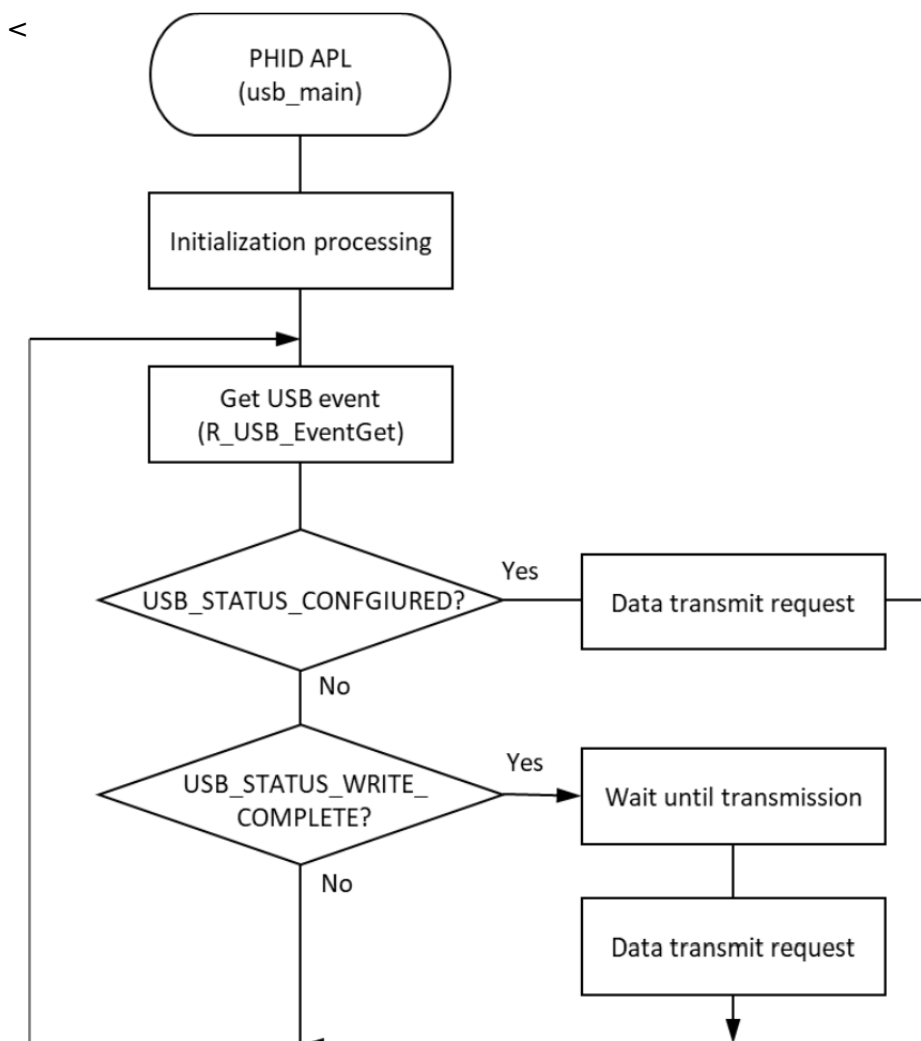 <
PHID APL
(usb_main)
Initialization processing
Get USB event
(R_USB_EventGet)
USB_STATUS_CONFGIURED?
Yes
Data transmit request
No
USB_STATUS_WRITE_
COMPLETE?
Yes
Wait until transmission
No
Data transmit request